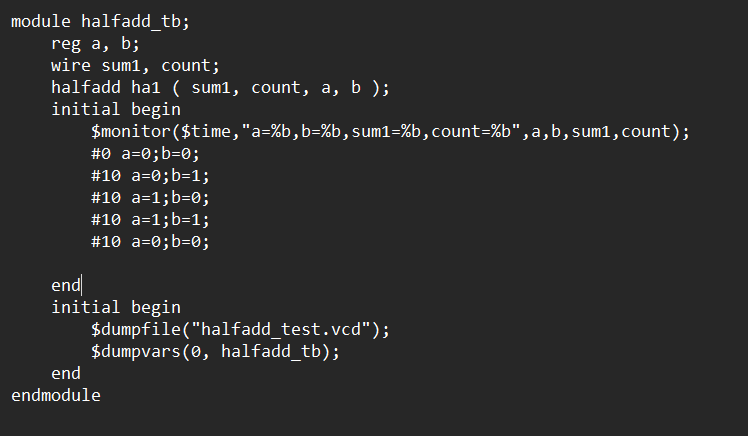 module halfadd_tb;
    reg a, b;
    wire sum1, count;
    halfadd ha1 ( sum1, count, a, b );
    initial begin
        $monitor($time,"a=%b,b=%b,sum1=%b,count=%b",a,b,sum1,count);
        #0 a=0;b=0;
        #10 a=0;b=1;
        #10 a=1;b=0;
        #10 a=1;b=1;
        #10 a=0;b=0;

    end
    initial begin
        $dumpfile("halfadd_test.vcd");
        $dumpvars(0, halfadd_tb);
    end
endmodule